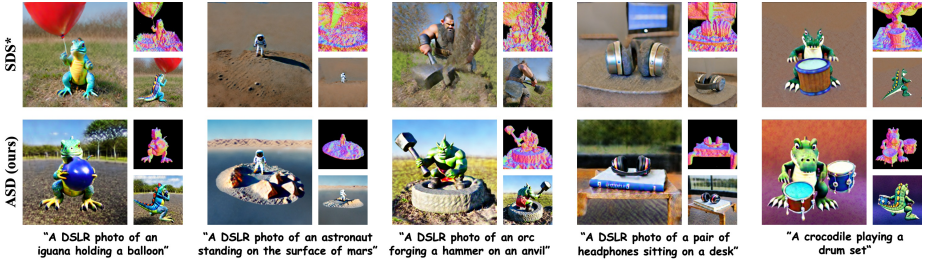 SDS*
ASD (ours)
“A DSLR photo of an
iguana holding a balloon”
“A DSLR photo of an astronaut
standing on the surface of mars”
“A DSLR photo of an orc
forging a hammer on an anvil”
“A DSLR photo of a pair of
headphones sitting on a desk”
“A crocodile playing a
drum set“